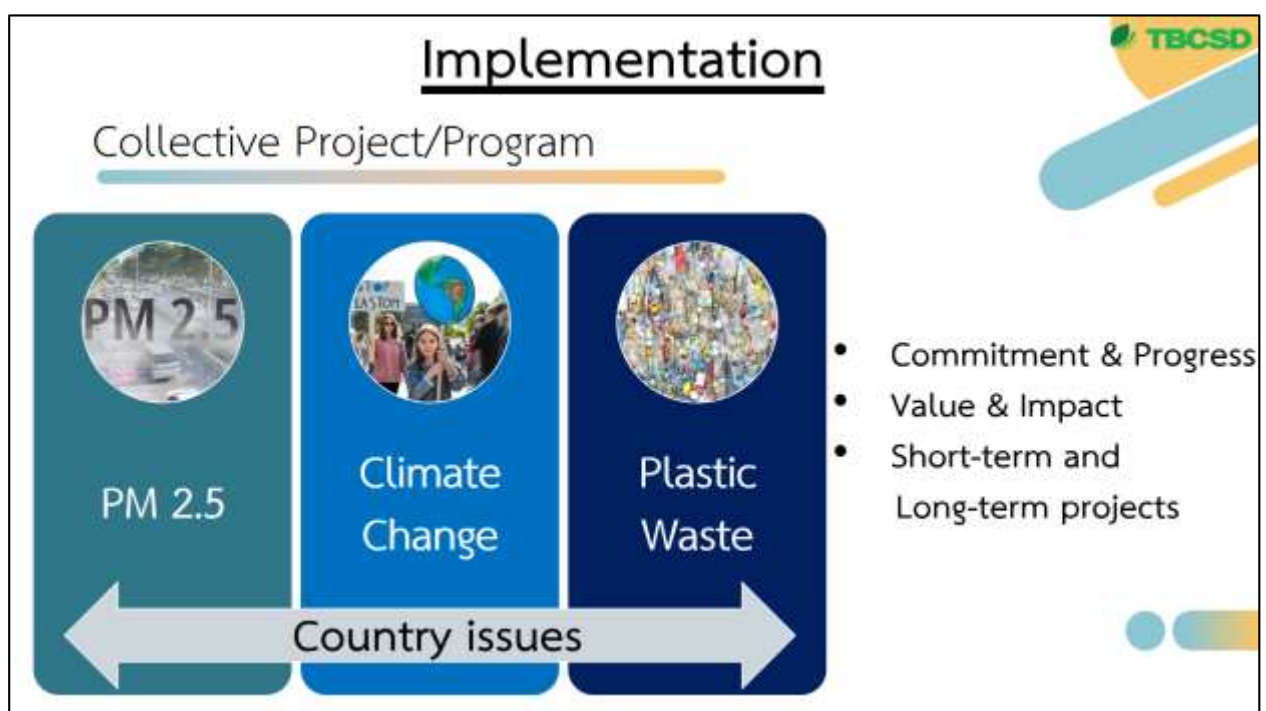 Implementation
TBCSD
Collective Project/Program
PM 2.5
PM 2.5
Climate
Change
Plastic
Waste
Country issues
• Commitment & Progress
• Value & Impact
• Short-term and
Long-term projects